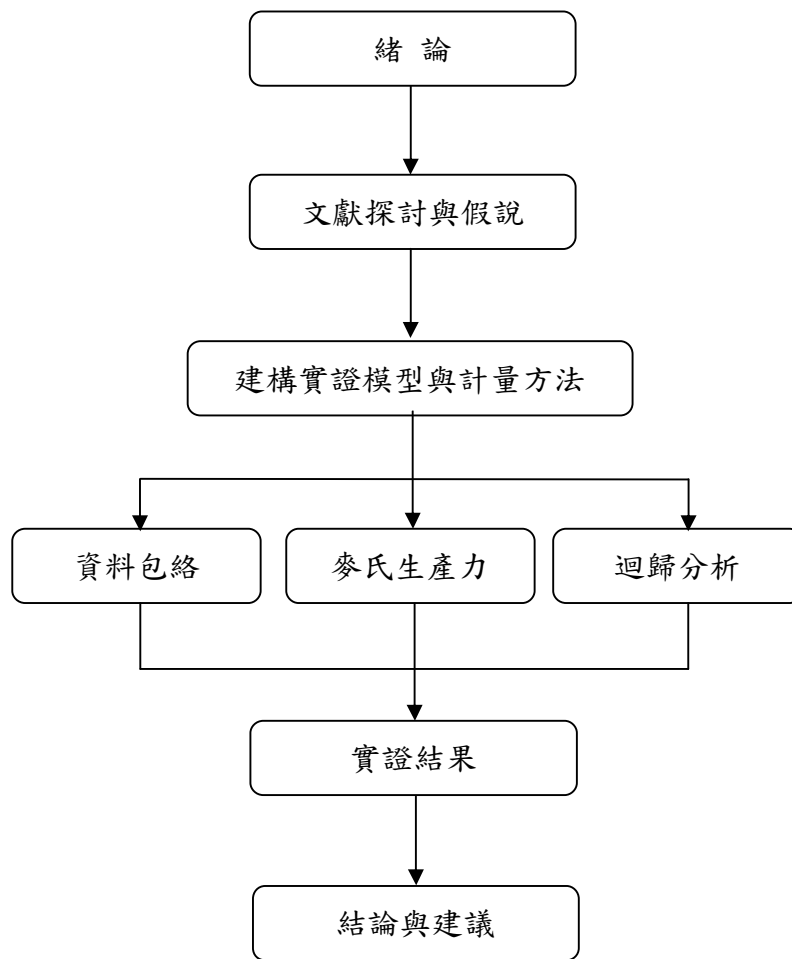 緒 論
文獻探討與假說
建構實證模型與計量方法
資料包絡
麥氏生產力
迴歸分析
實證結果
結論與建議